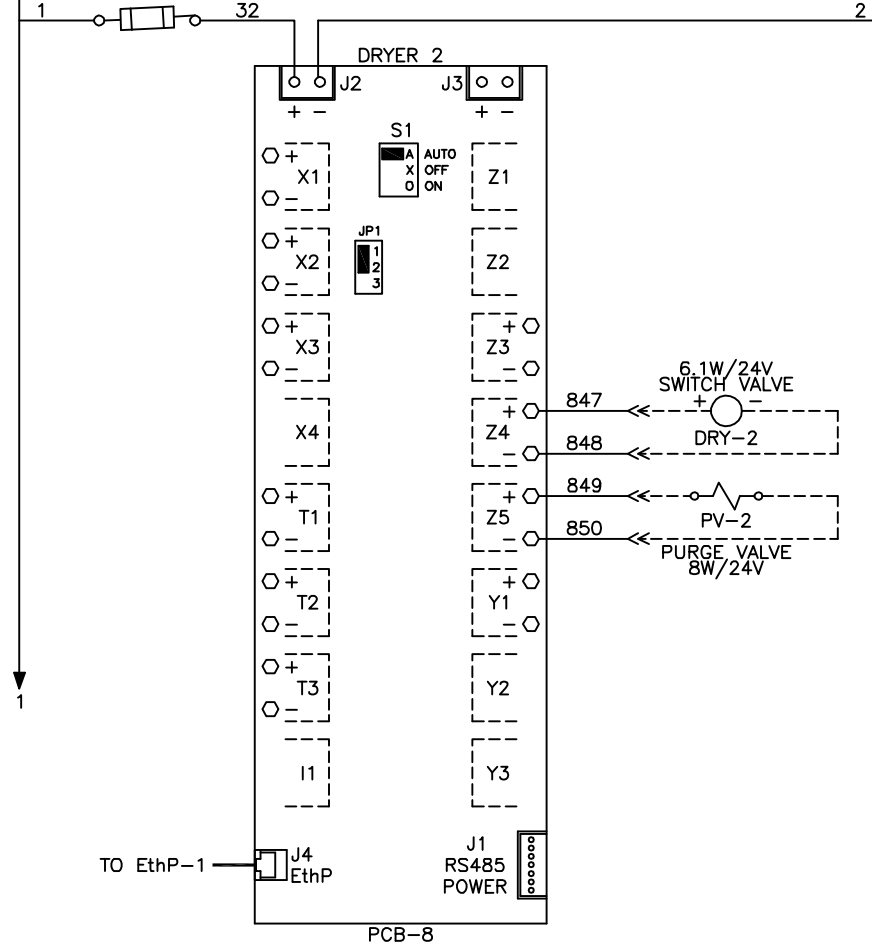 1
32
2
DRYER 2
J2
J3
+ −
+ −
S1
A AUTO
X OFF
O ON
JP1
1
2
3
+
X1
−
Z1
+
X2
−
Z2
+
X3
−
+
Z3
−
X4
+
Z4
−
847
848
6.1W/24V
SWITCH VALVE
+ −
DRY-2
+
T1
−
+
Z5
−
849
850
PV-2
PURGE VALVE
8W/24V
+
T2
−
+
Y1
−
+
T3
−
Y2
1
I1
Y3
TO EthP-1
J4
EthP
J1
RS485
POWER
PCB-8